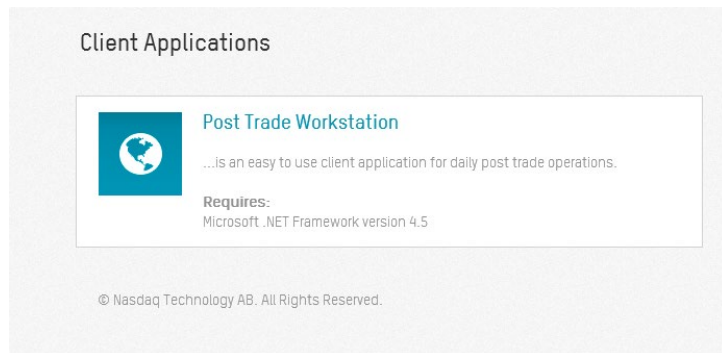 Client Applications
Post Trade Workstation
...is an easy to use client application for daily post trade operations.
Requires:
Microsoft .NET Framework version 4.5
© Nasdaq Technology AB. All Rights Reserved.